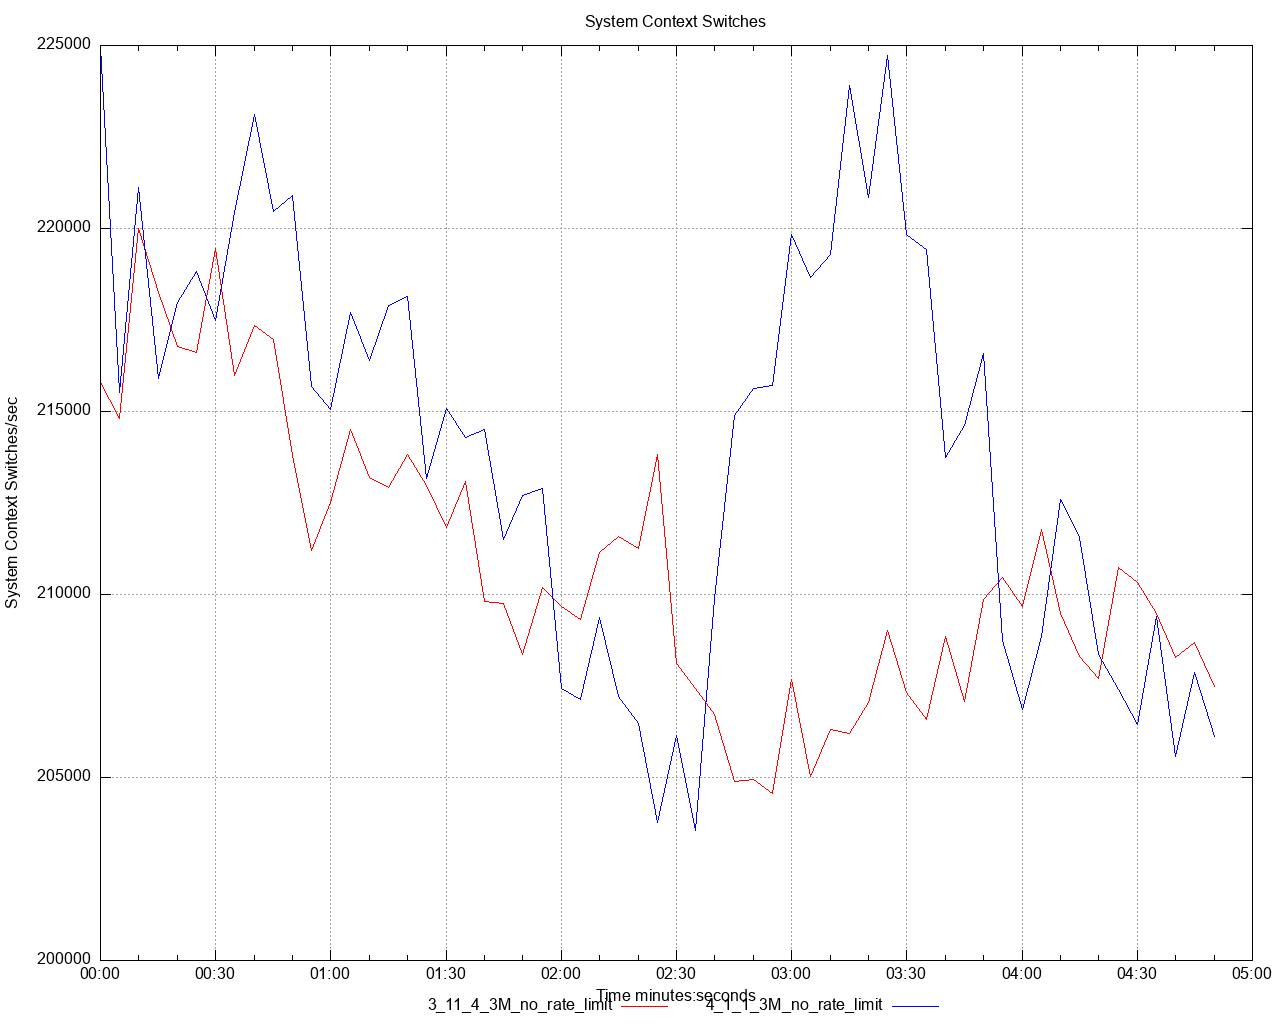 System Context Switches
225000
220000
215000
210000
205000
200000
System Context Switches/sec
00:00 00:30 01:00 01:30 02:00 02:30 03:00 03:30 04:00 04:30 05:00
Time minutes:seconds
3_11_4_3M_no_rate_limit 4_1_1_3M_no_rate_limit